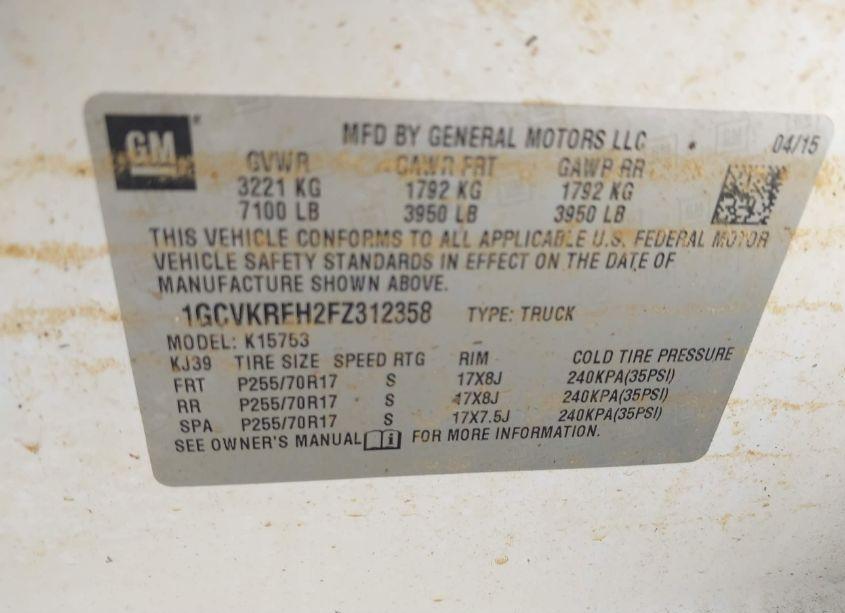 GM
MFD BY GENERAL MOTORS LLC 04/15
GVWR GAWR FRT GAWR RR
3221 KG 1792 KG 1792 KG
7100 LB 3950 LB 3950 LB
THIS VEHICLE CONFORMS TO ALL APPLICABLE U.S. FEDERAL MOTOR
VEHICLE SAFETY STANDARDS IN EFFECT ON THE DATE OF
MANUFACTURE SHOWN ABOVE.
1GCVKREH2FZ312358 TYPE: TRUCK
MODEL: K15753
KJ39 TIRE SIZE SPEED RTG RIM COLD TIRE PRESSURE
FRT P255/70R17 S 17X8J 240KPA(35PSI)
RR P255/70R17 S 17X8J 240KPA(35PSI)
SPA P255/70R17 S 17X7.5J 240KPA(35PSI)
SEE OWNER'S MANUAL FOR MORE INFORMATION.